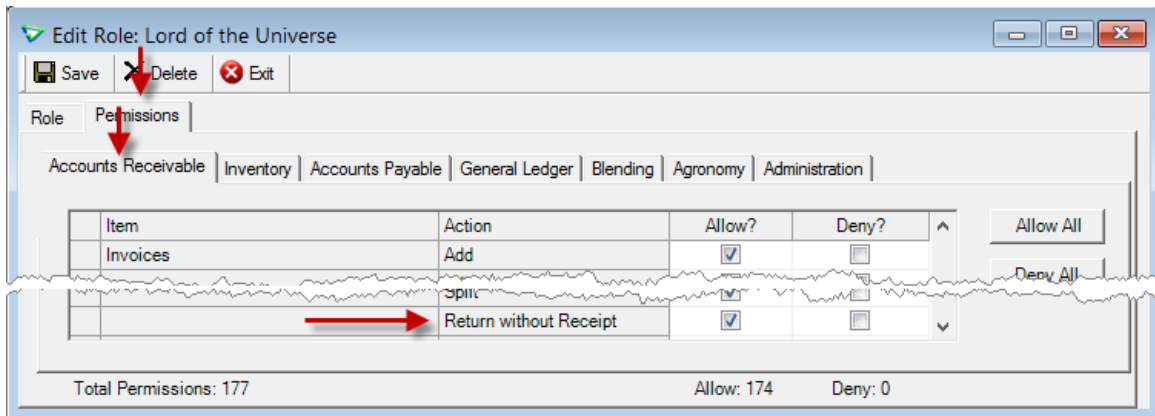 Edit Role: Lord of the Universe
Save Delete Exit
Role Permissions
Accounts Receivable Inventory Accounts Payable General Ledger Blending Agronomy Administration
Item Action Allow? Deny? Allow All
Invoices Add
Deny All
Split
Return without Receipt
Total Permissions: 177 Allow: 174 Deny: 0